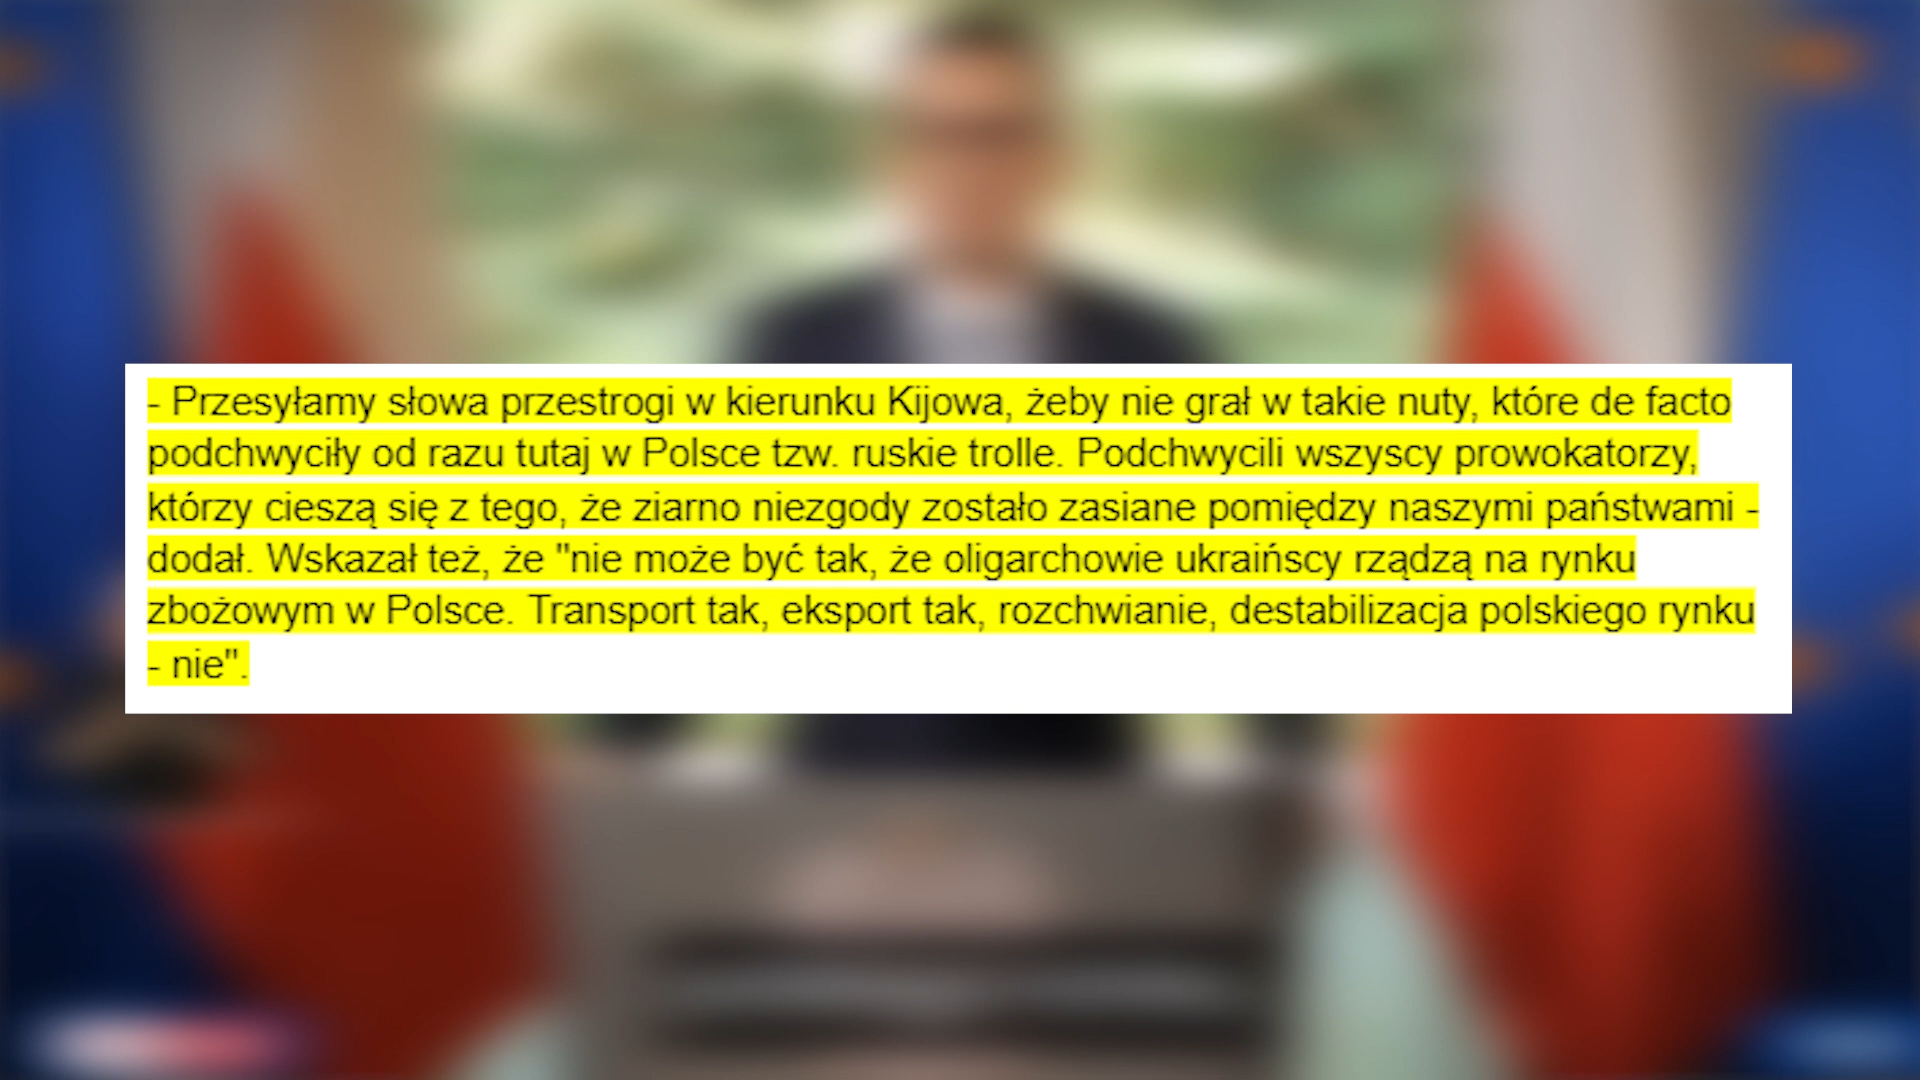 - Przesyłamy słowa przestrogi w kierunku Kijowa, żeby nie grał w takie nuty, które de facto
podchwyciły od razu tutaj w Polsce tzw. ruskie trolle. Podchwycili wszyscy prowokatorzy,
którzy cieszą się z tego, że ziarno niezgody zostało zasiane pomiędzy naszymi państwami -
dodał. Wskazał też, że "nie może być tak, że oligarchowie ukraińscy rządzą na rynku
zbożowym w Polsce. Transport tak, eksport tak, rozchwianie, destabilizacja polskiego rynku
- nie".